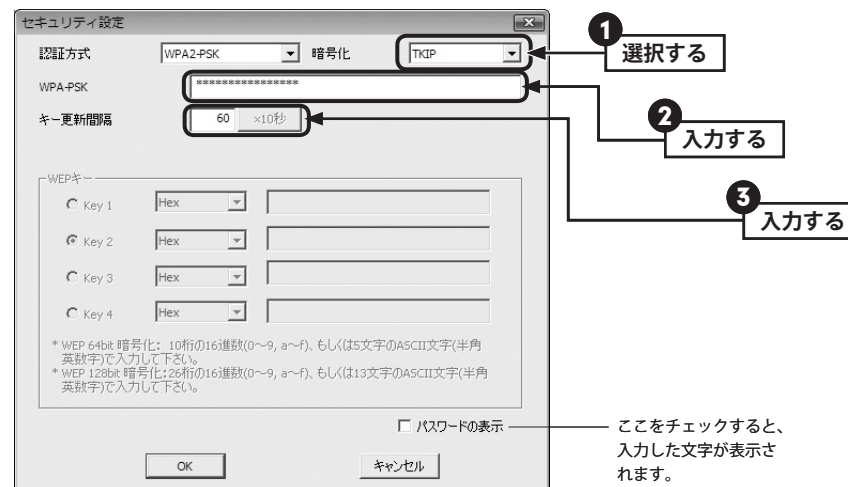 セキュリティ設定
認証方式 WPA2-PSK 暗号化 TKIP
1 選択する
WPA-PSK ****************
2 入力する
キー更新間隔 60 ×10秒
3 入力する
WEPキー
Key 1 Hex
Key 2 Hex
Key 3 Hex
Key 4 Hex
* WEP 64bit 暗号化: 10桁の16進数(0～9, a～f)、もしくは5文字のASCII文字(半角
英数字)で入力して下さい。
* WEP 128bit 暗号化:26桁の16進数(0～9, a～f)、もしくは13文字のASCII文字(半角
英数字)で入力して下さい。
パスワードの表示
ここをチェックすると、
入力した文字が表示さ
れます。
OK キャンセル